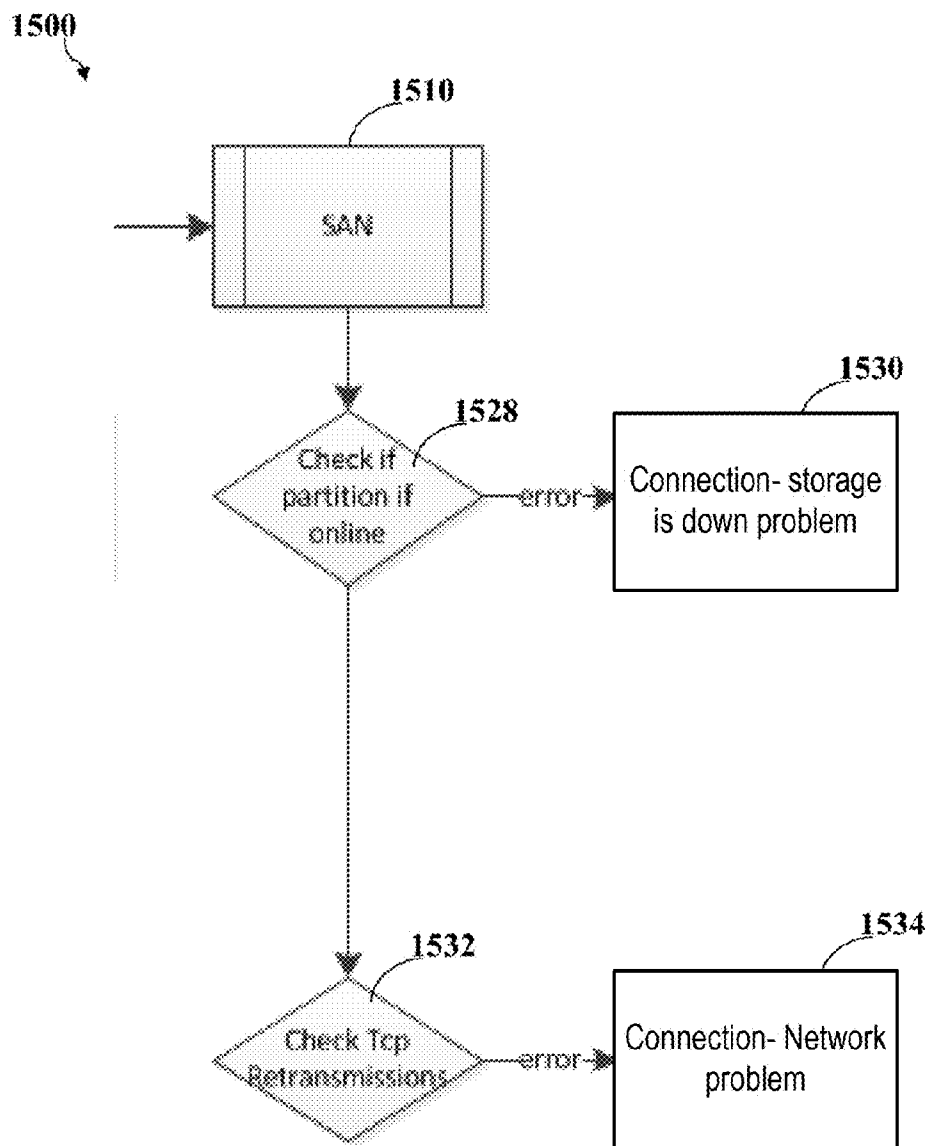 1500
1510
SAN
1528
Check if
partition if
online
error
1530
Connection- storage
is down problem
1532
Check Tcp
Retransmissions
error
1534
Connection- Network
problem